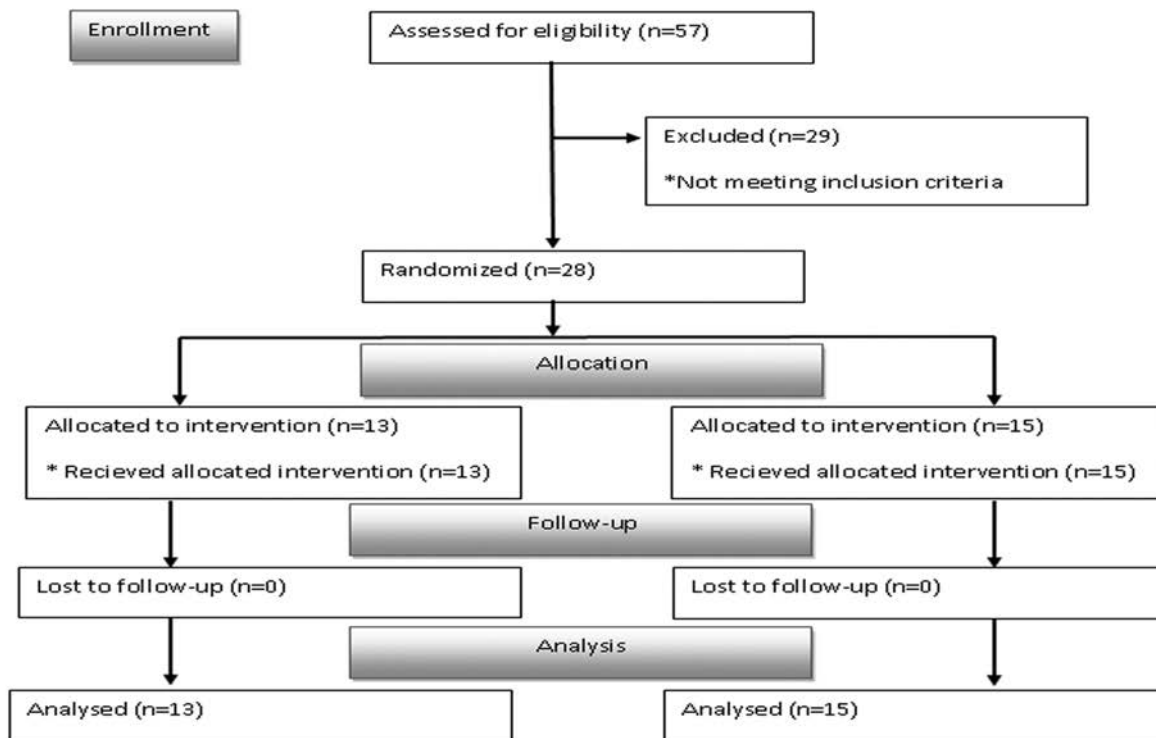 Enrollment
Assessed for eligibility (n=57)
Excluded (n=29)
*Not meeting inclusion criteria
Randomized (n=28)
Allocation
Allocated to intervention (n=13)
* Recieved allocated intervention (n=13)
Allocated to intervention (n=15)
* Recieved allocated intervention (n=15)
Follow-up
Lost to follow-up (n=0)
Lost to follow-up (n=0)
Analysis
Analysed (n=13)
Analysed (n=15)